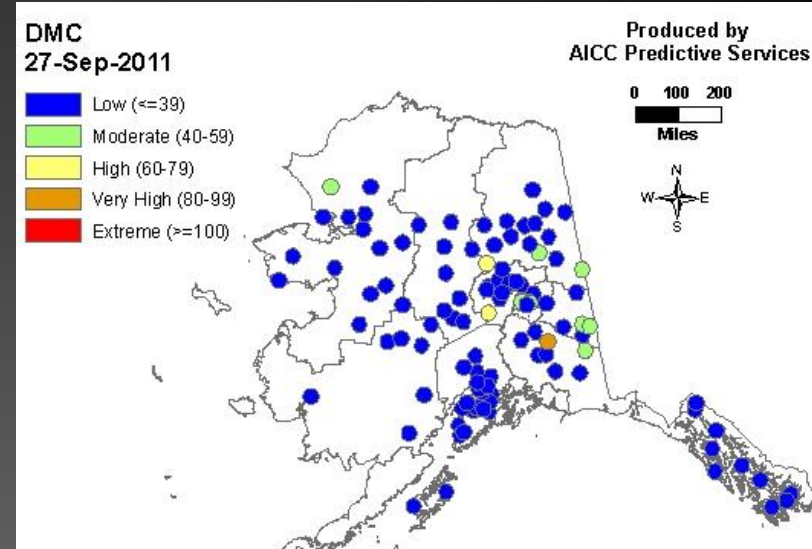 DMC
27-Sep-2011
Low (<=39)
Moderate (40-59)
High (60-79)
Very High (80-99)
Extreme (>=100)
Produced by
AICC Predictive Services
0 100 200
Miles
N
W E
S